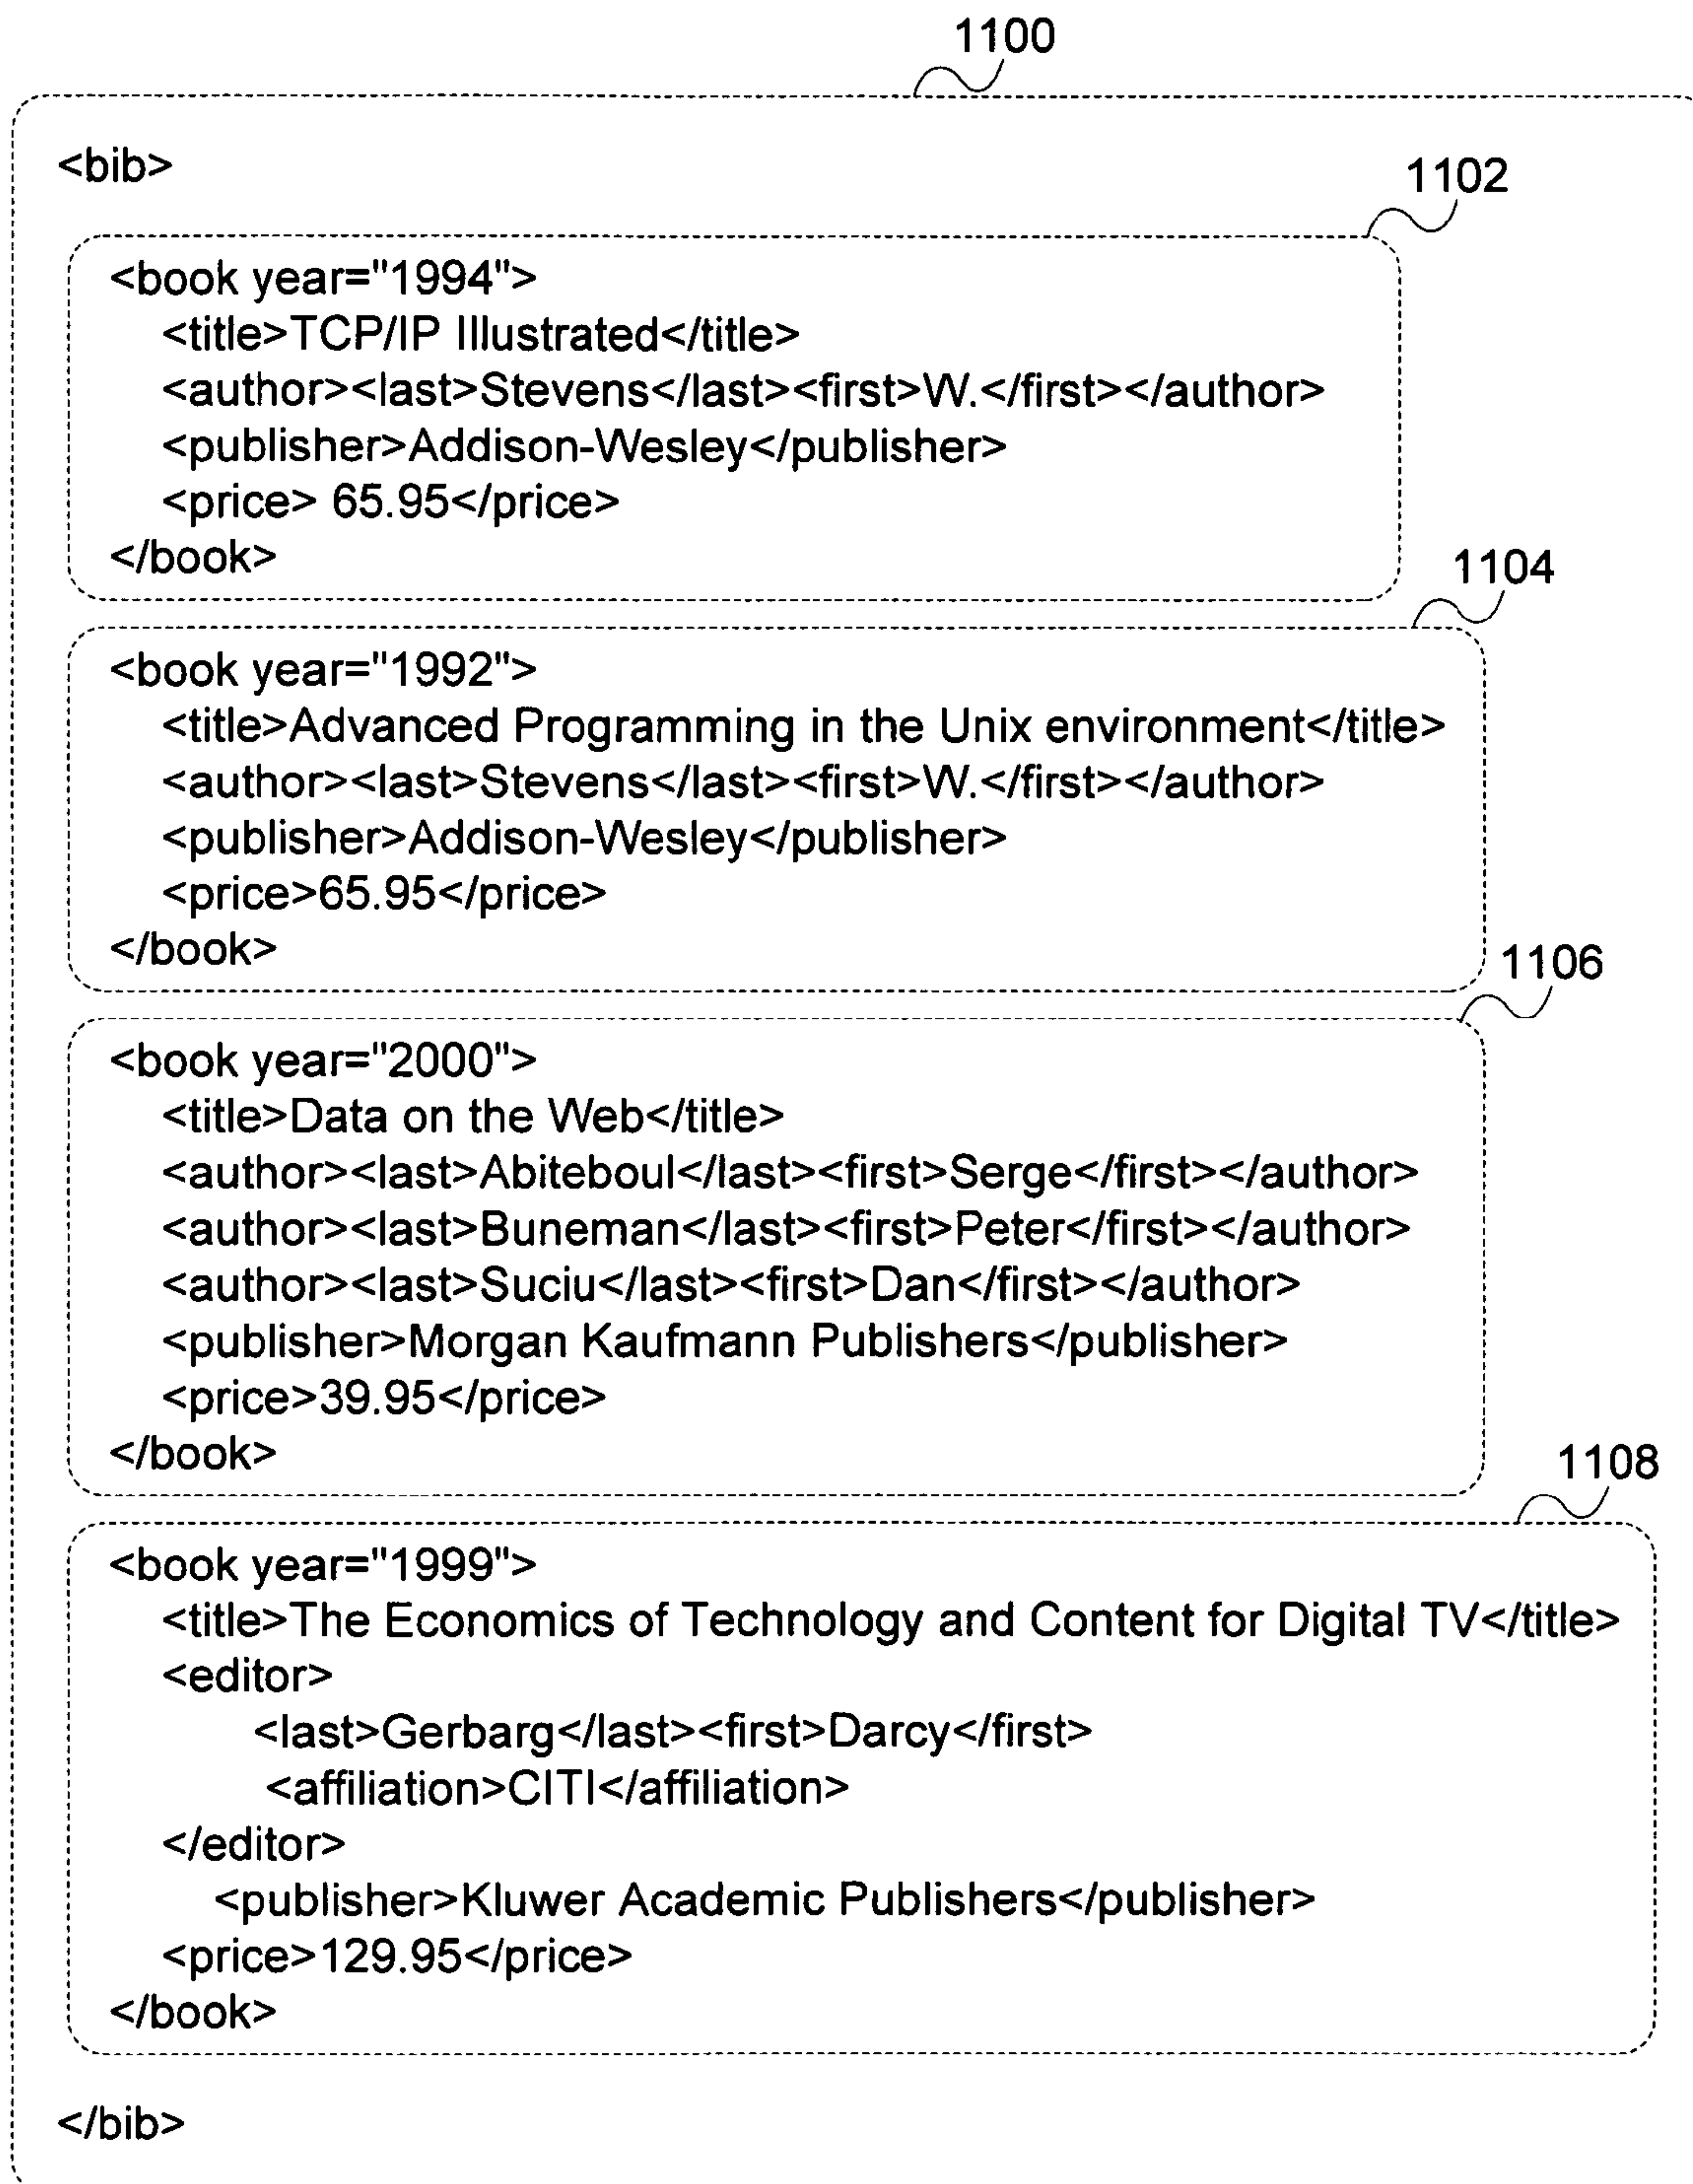 1100
<bib>
1102
<book year="1994">
<title>TCP/IP Illustrated</title>
<author><last>Stevens</last><first>W.</first></author>
<publisher>Addison-Wesley</publisher>
<price> 65.95</price>
</book>
1104
<book year="1992">
<title>Advanced Programming in the Unix environment</title>
<author><last>Stevens</last><first>W.</first></author>
<publisher>Addison-Wesley</publisher>
<price>65.95</price>
</book>
1106
<book year="2000">
<title>Data on the Web</title>
<author><last>Abiteboul</last><first>Serge</first></author>
<author><last>Buneman</last><first>Peter</first></author>
<author><last>Suciu</last><first>Dan</first></author>
<publisher>Morgan Kaufmann Publishers</publisher>
<price>39.95</price>
</book>
1108
<book year="1999">
<title>The Economics of Technology and Content for Digital TV</title>
<editor>
<last>Gerbarg</last><first>Darcy</first>
<affiliation>CITI</affiliation>
</editor>
<publisher>Kluwer Academic Publishers</publisher>
<price>129.95</price>
</book>
</bib>